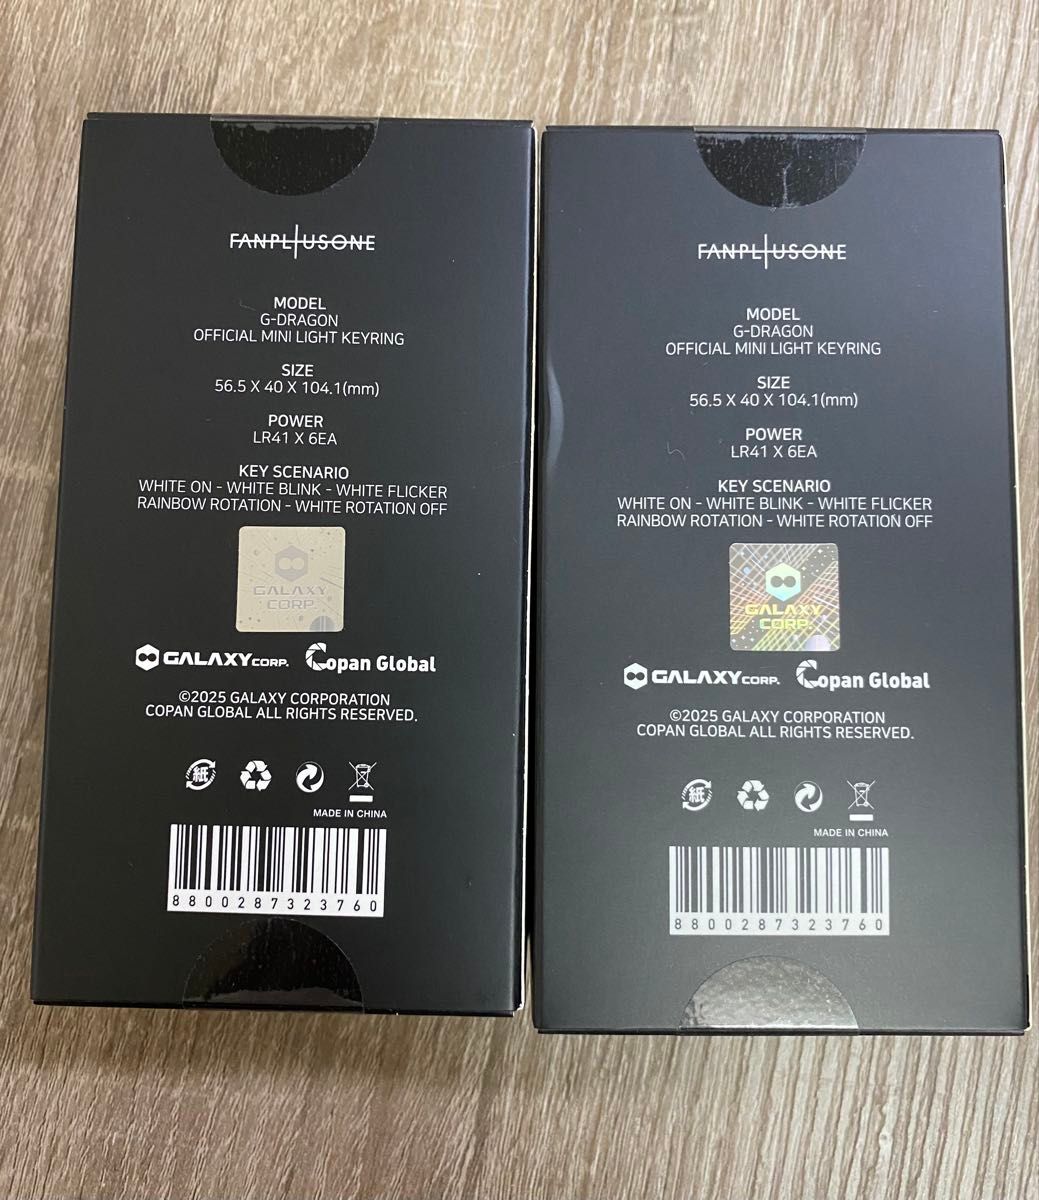 FANPLUSONE
MODEL
G-DRAGON
OFFICIAL MINI LIGHT KEYRING
SIZE
56.5 X 40 X 104.1(mm)
POWER
LR41 X 6EA
KEY SCENARIO
WHITE ON - WHITE BLINK - WHITE FLICKER
RAINBOW ROTATION - WHITE ROTATION OFF
GALAXY
CORP.
GALAXY CORP. Copan Global
©2025 GALAXY CORPORATION
COPAN GLOBAL ALL RIGHTS RESERVED.
紙
MADE IN CHINA
8800287323760
FANPLUSONE
MODEL
G-DRAGON
OFFICIAL MINI LIGHT KEYRING
SIZE
56.5 X 40 X 104.1(mm)
POWER
LR41 X 6EA
KEY SCENARIO
WHITE ON - WHITE BLINK - WHITE FLICKER
RAINBOW ROTATION - WHITE ROTATION OFF
GALAXY
CORP.
GALAXY CORP. Copan Global
©2025 GALAXY CORPORATION
COPAN GLOBAL ALL RIGHTS RESERVED.
紙
MADE IN CHINA
8800287323760